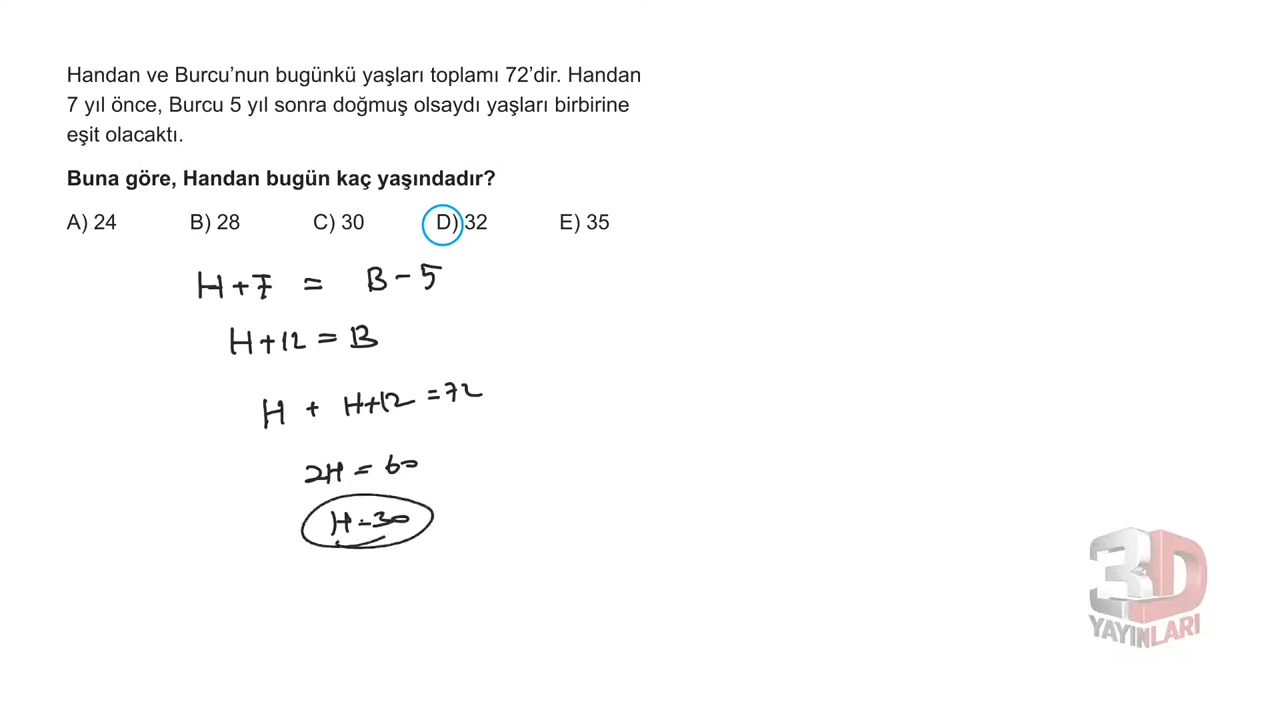 Handan ve Burcu'nun bugünkü yaşları toplamı 72'dir. Handan
7 yıl önce, Burcu 5 yıl sonra doğmuş olsaydı yaşları birbirine
eşit olacaktı.
Buna göre, Handan bugün kaç yaşındadır?
A) 24 B) 28 C) 30 D) 32 E) 35
H+7 = B-5
H+12 = B
H + H+12 = 72
2H = 60
H=30
3D
YAYINLARI